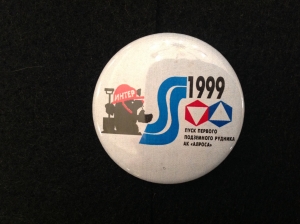 ИНТЕР
1999
ПУСК ПЕРВОГО
ПОДЗЕМНОГО РУДНИКА
АК «АЛРОСА»